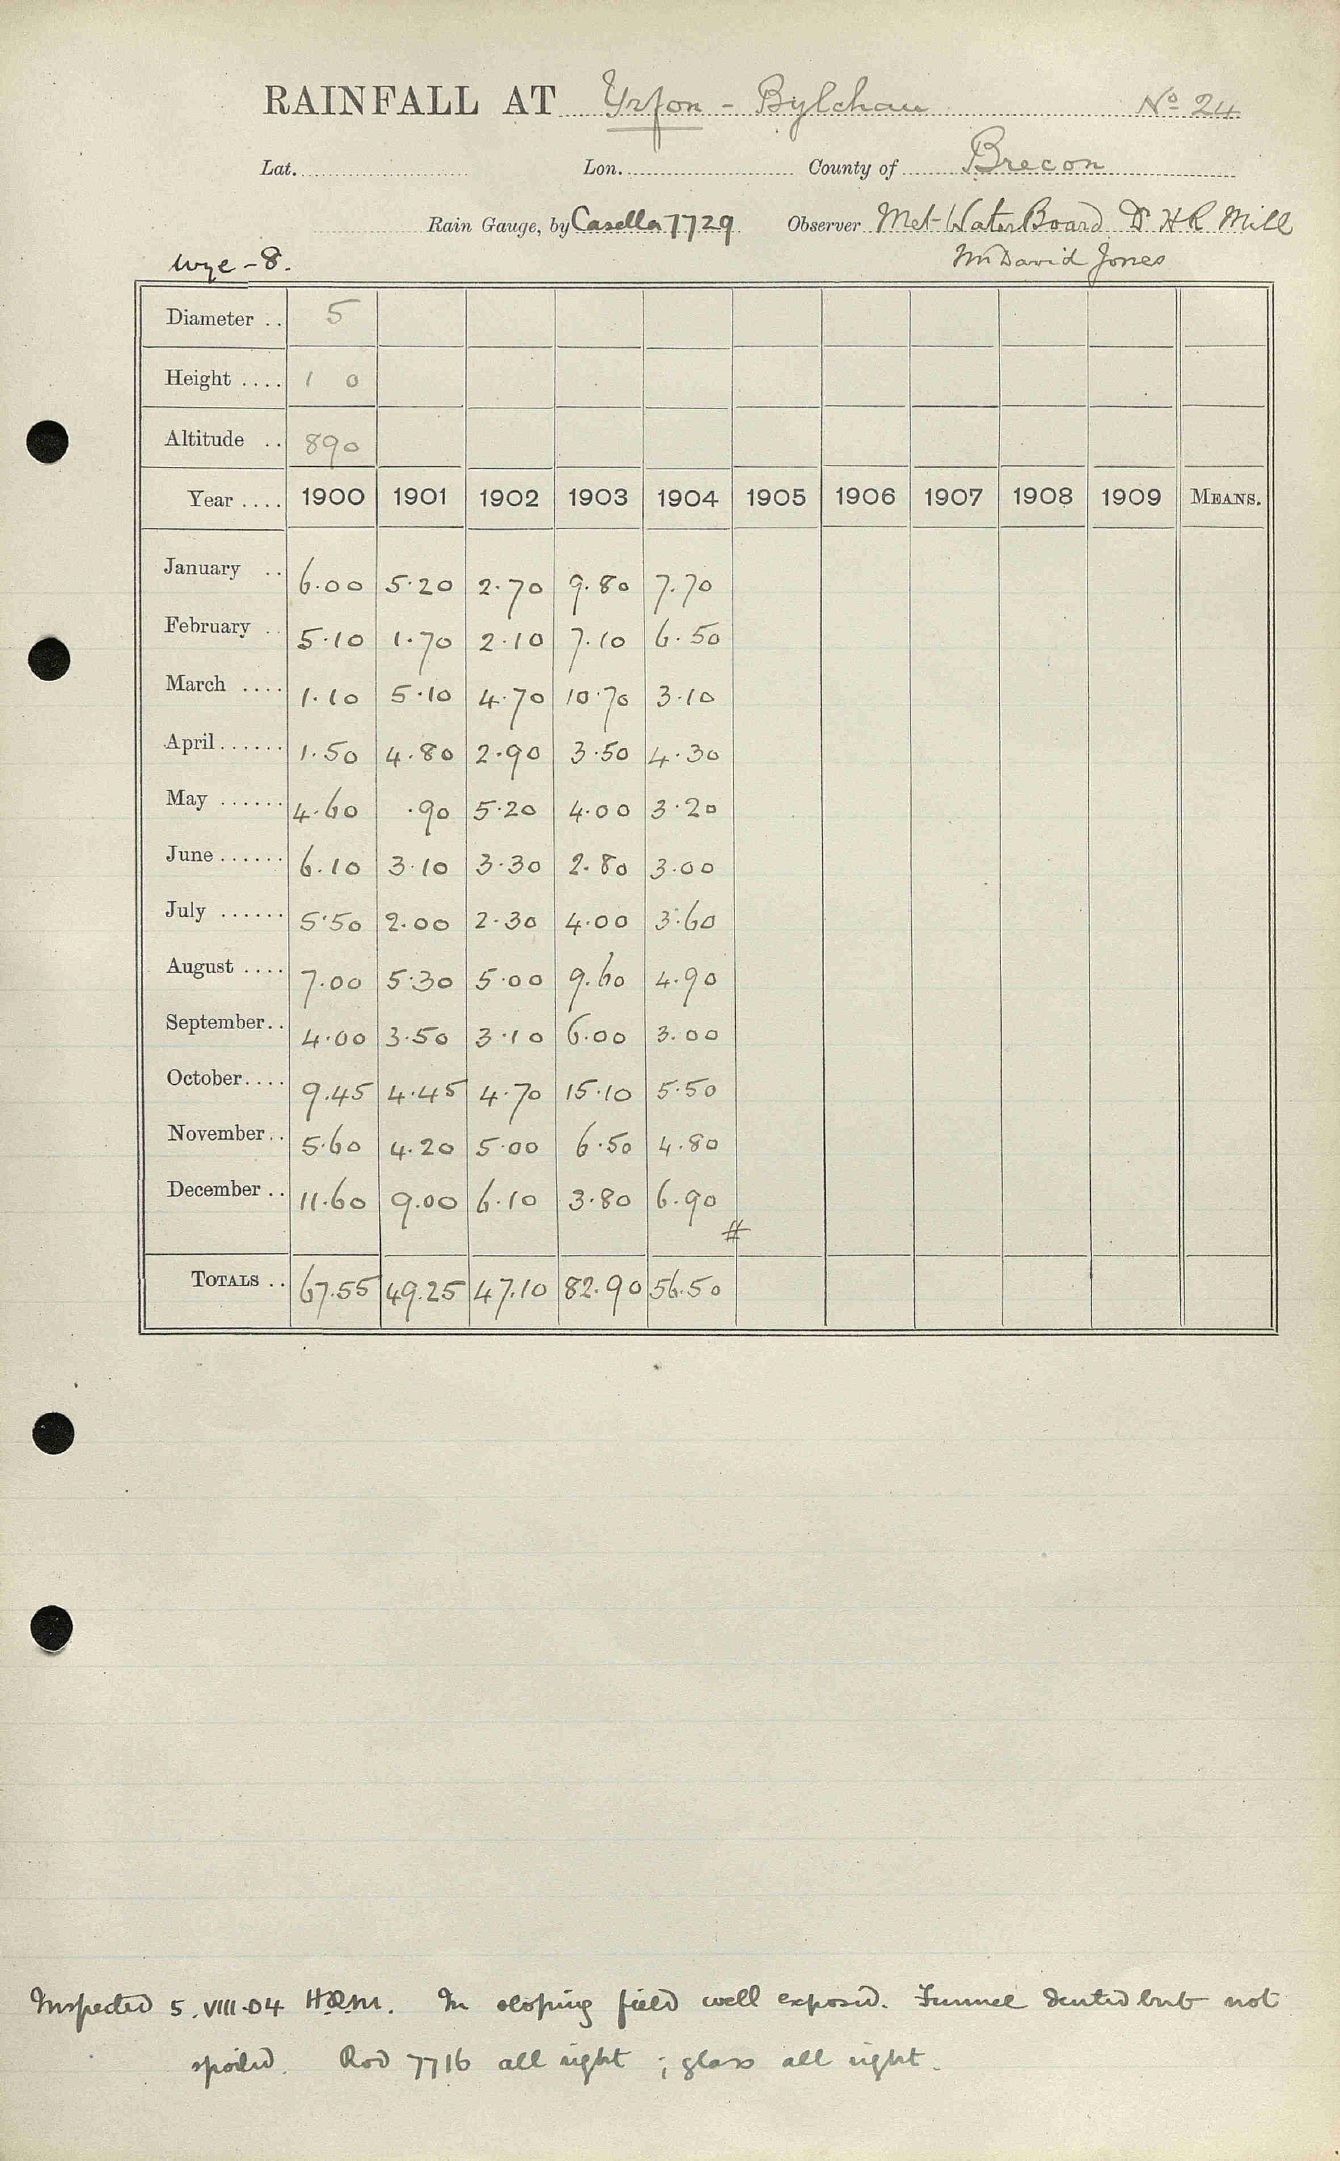 RAINFALL AT Yrfon - Bylchau No 24
Lat. Lon. County of Brecon
Rain Gauge, by Casella 7729 Observer Met-Water Board Dr H R Mill
Wye - 8. Mr David Jones
Diameter .. 5
Height .... 1 0
Altitude .. 890
Year .... 1900 1901 1902 1903 1904 1905 1906 1907 1908 1909 MEANS.
January .. 6.00 5.20 2.70 9.80 7.70
February .. 5.10 1.70 2.10 7.10 6.50
March .... 1.10 5.10 4.70 10.70 3.10
April ...... 1.50 4.80 2.90 3.50 4.30
May ...... 4.60 .90 5.20 4.00 3.20
June ...... 6.10 3.10 3.30 2.80 3.00
July ...... 5.50 2.00 2.30 4.00 3.60
August .... 7.00 5.30 5.00 9.60 4.90
September .. 4.00 3.50 3.10 6.00 3.00
October .... 9.45 4.45 4.70 15.10 5.50
November .. 5.60 4.20 5.00 6.50 4.80
December .. 11.60 9.00 6.10 3.80 6.90
#
TOTALS .. 67.55 49.25 47.10 82.90 56.50
Inspected 5.VIII.04 H.R.M. In sloping field well exposed. Funnel dented but not
spoiled. Rod 7716 all right ; glass all right.